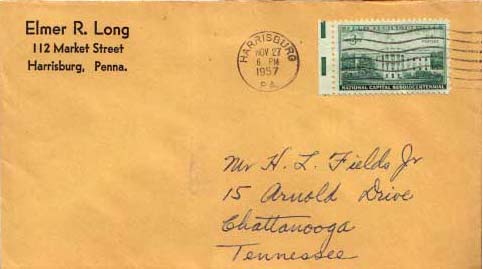 Elmer R. Long
112 Market Street
Harrisburg, Penna.
HARRISBURG
NOV 27
6 PM
1957
PA.
3¢
NATIONAL CAPITAL SESQUICENTENNIAL
Mr H. L. Fields Jr
15 Arnold Drive
Chattanooga
Tennessee